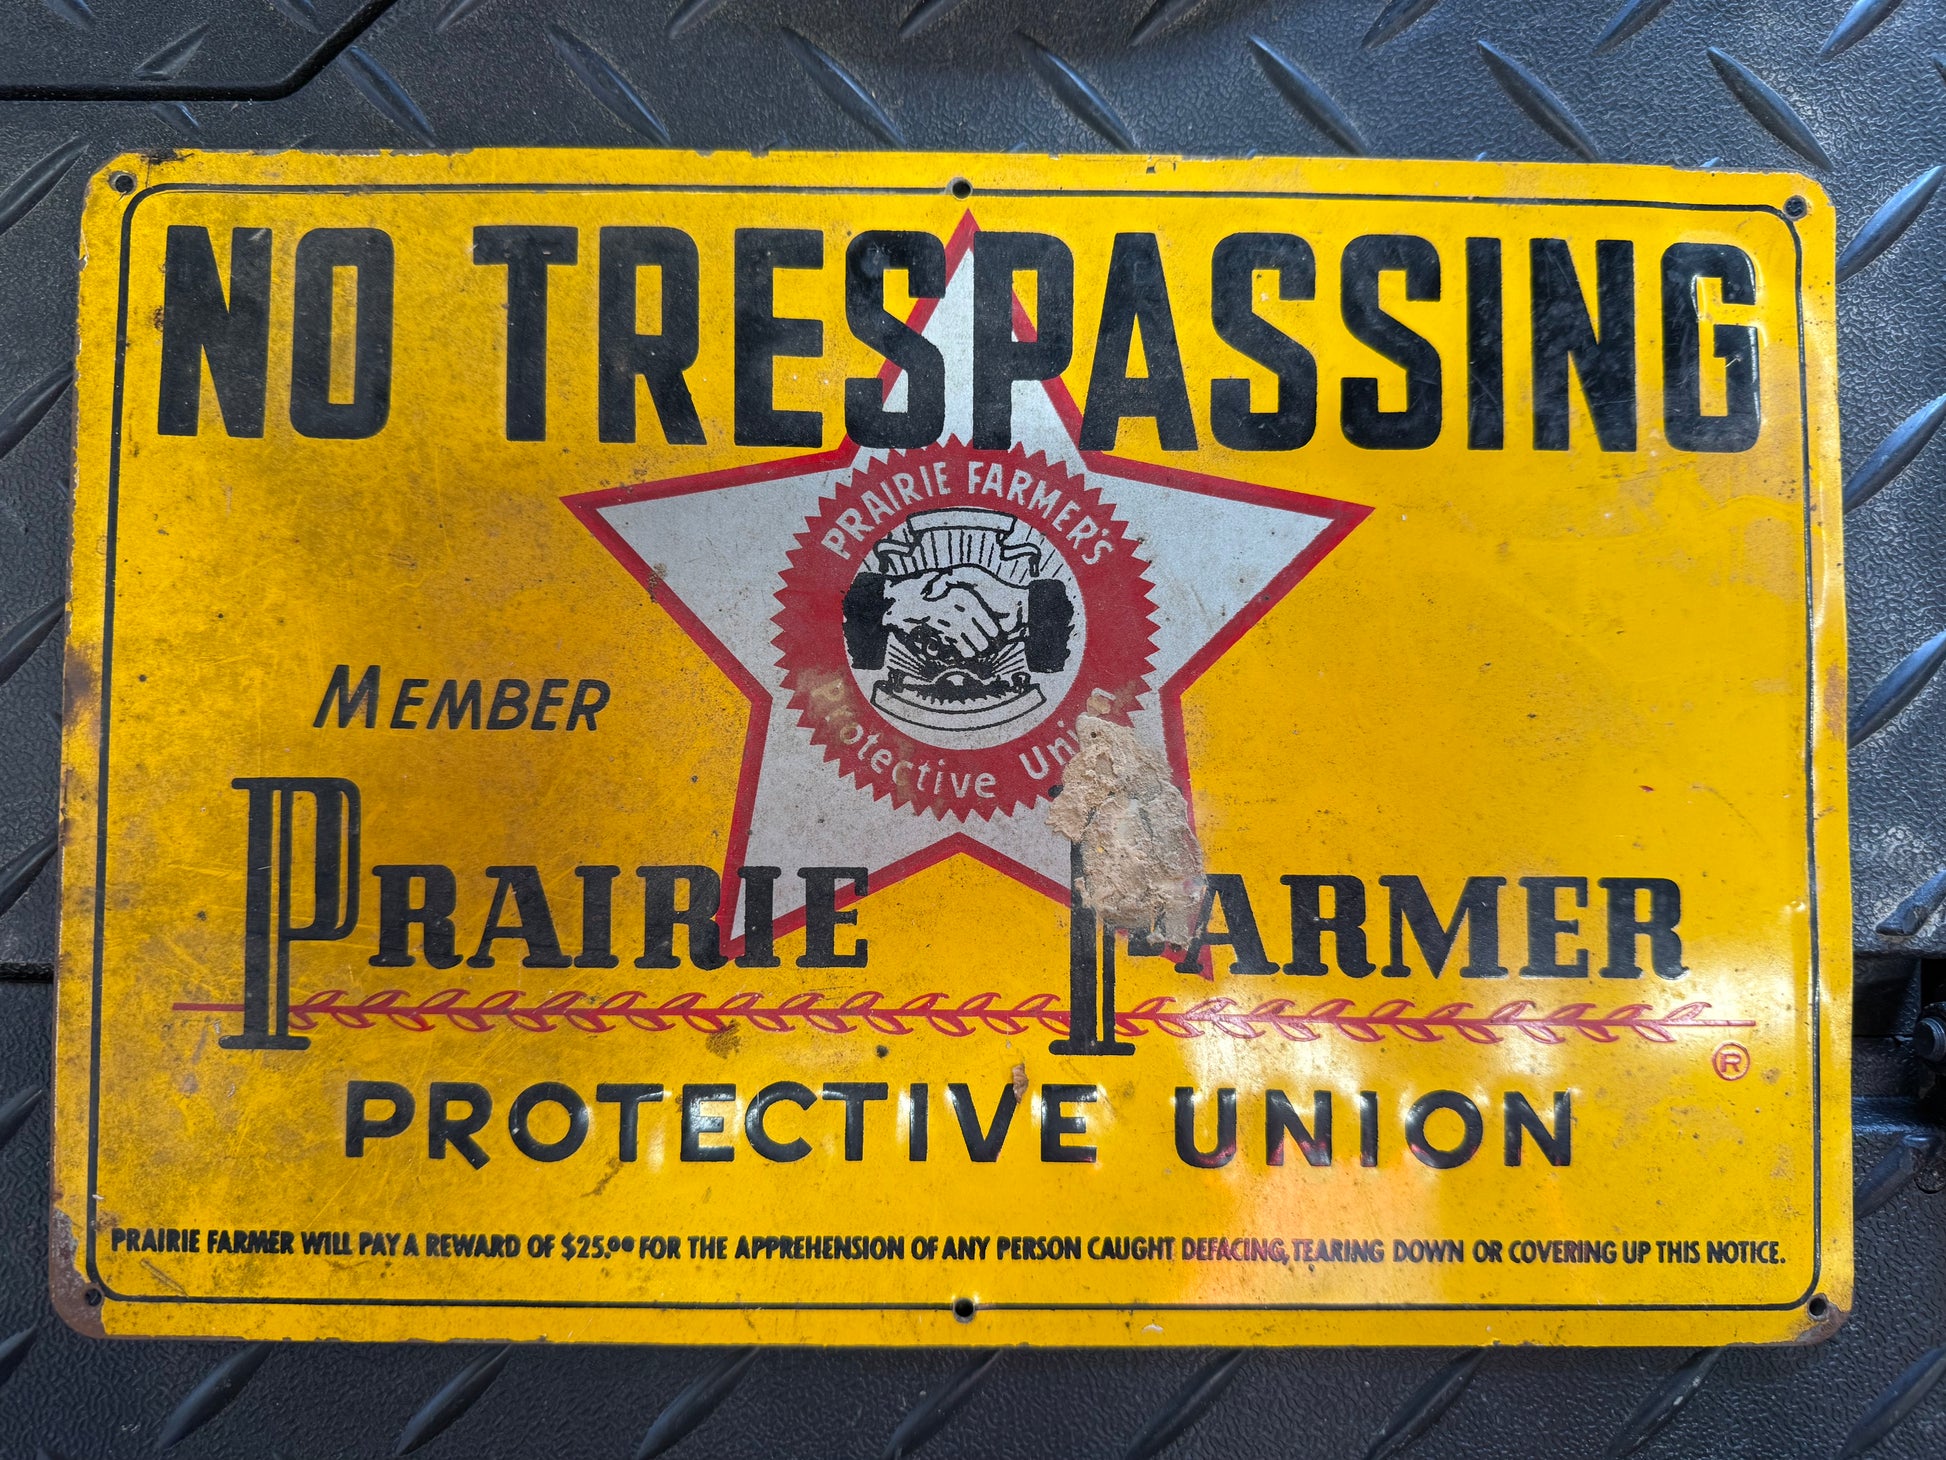 NO TRESPASSING
PRAIRIE FARMER'S
Protective Union
MEMBER
PRAIRIE FARMER
®
PROTECTIVE UNION
PRAIRIE FARMER WILL PAY A REWARD OF $25.00 FOR THE APPREHENSION OF ANY PERSON CAUGHT DEFACING, TEARING DOWN OR COVERING UP THIS NOTICE.